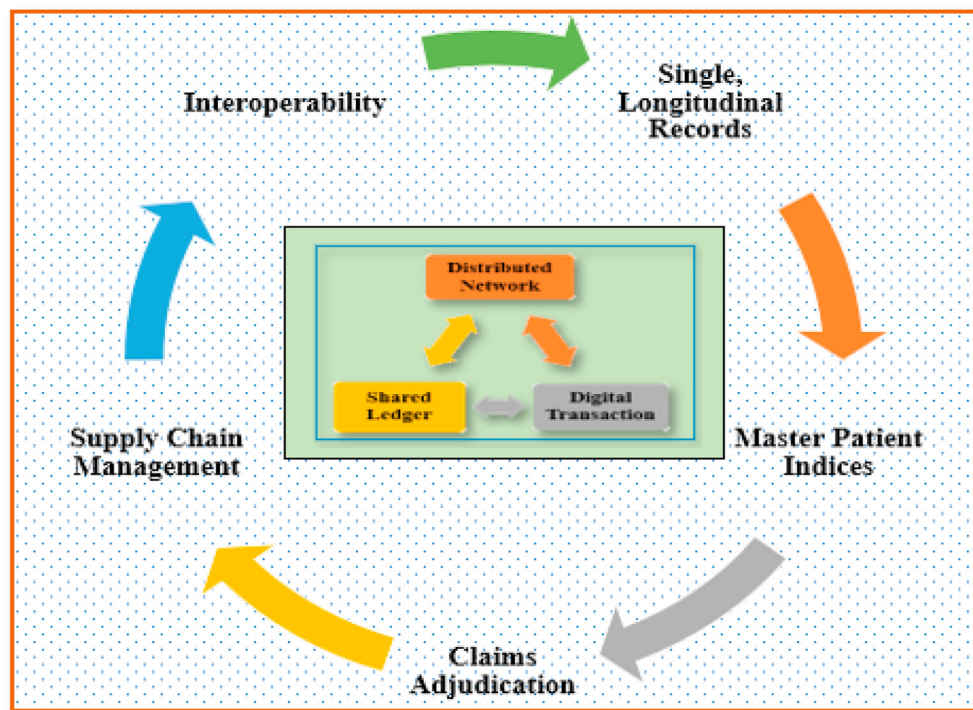 Interoperability
Single,
Longitudinal
Records
Distributed
Network
Shared
Ledger
Digital
Transaction
Supply Chain
Management
Master Patient
Indices
Claims
Adjudication